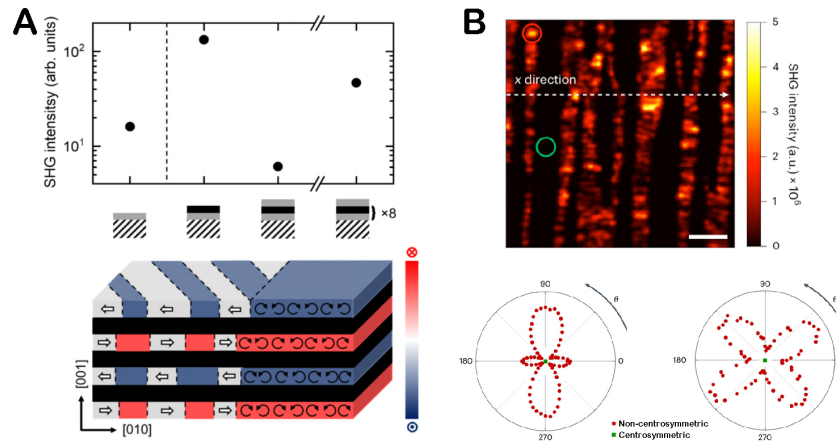 A
SHG intensitsy (arb. units)
10²
10¹
×8
[001]
[010]
B
x direction
5
4
3
2
1
0
SHG intensity (a.u.) × 10⁶
90
θ
180
0
270
90
θ
180
270
Non-centrosymmetric
Centrosymmetric